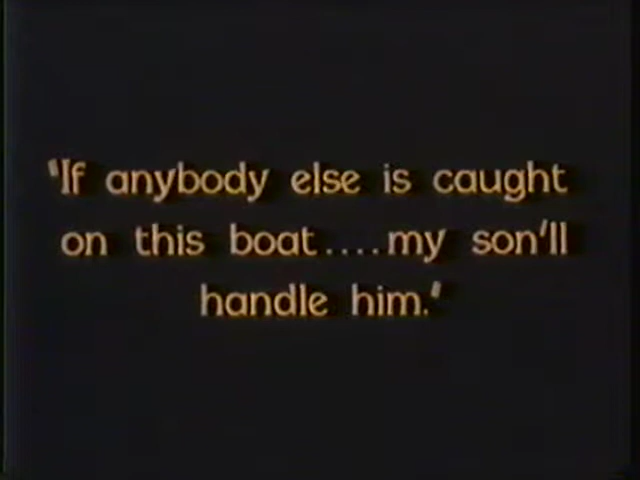 'If anybody else is caught
on this boat....my son'll
handle him.'